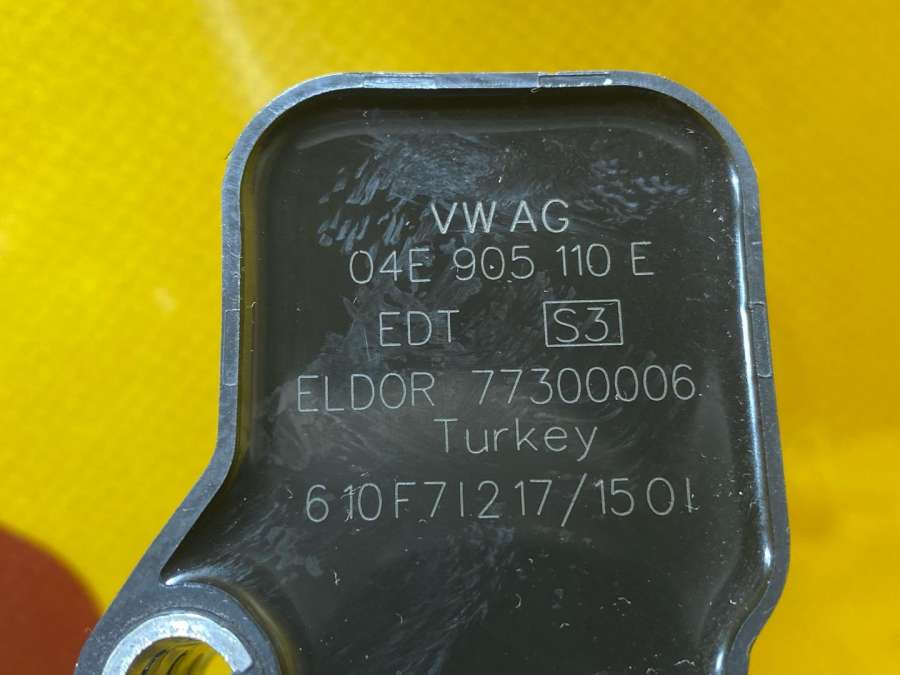 VW AG
04E 905 110 E
EDT S3
ELDOR 77300006
Turkey
610F71217/1501